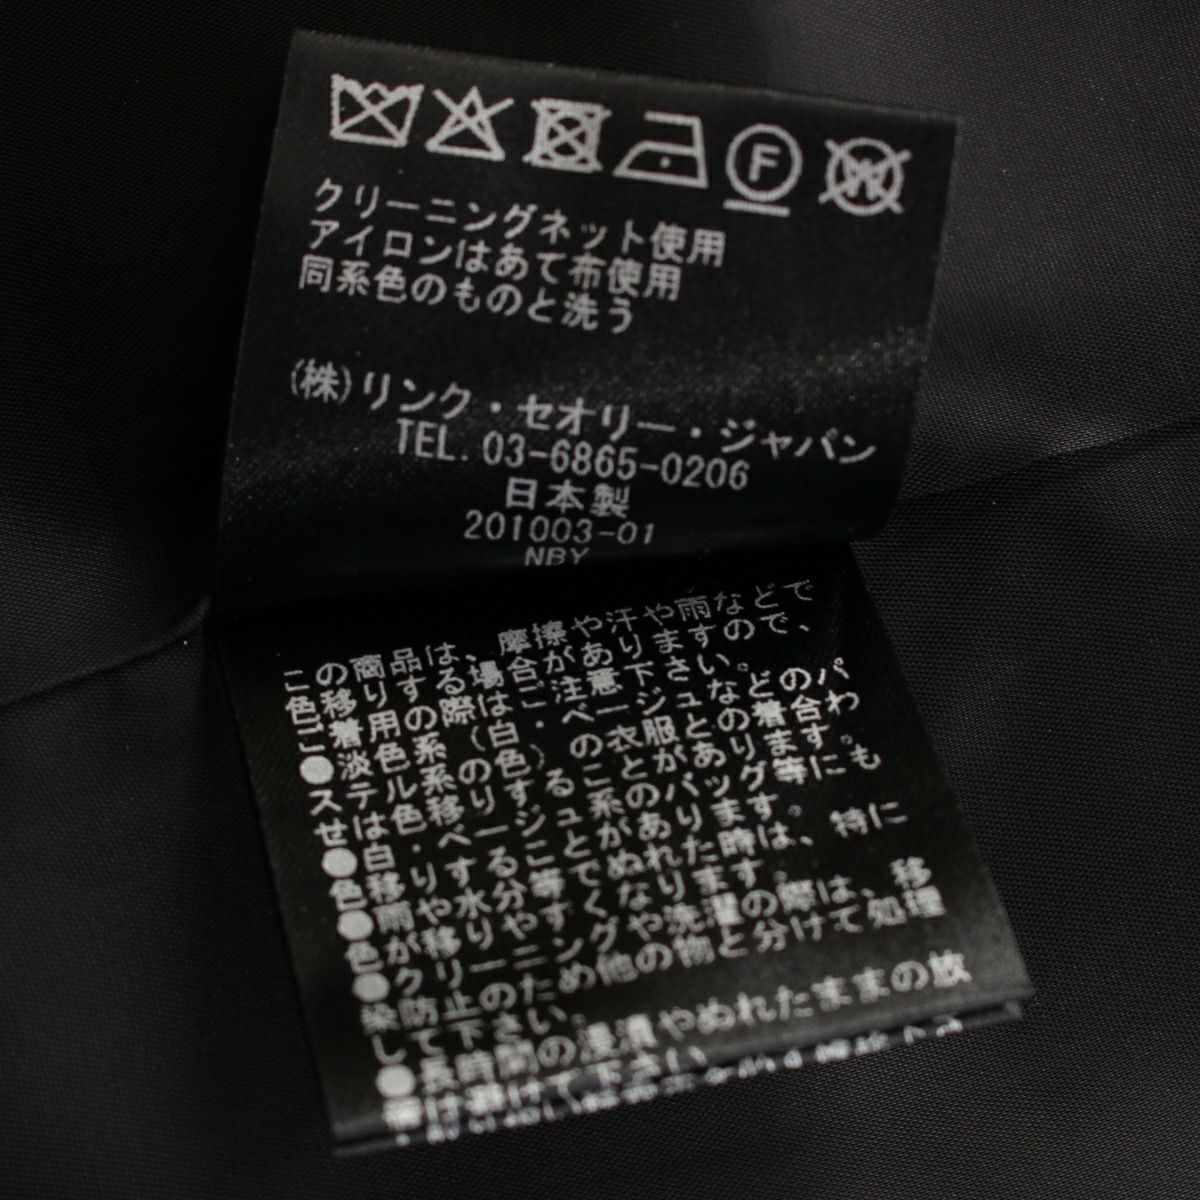 クリーニングネット使用
アイロンはあて布使用
同系色のものと洗う
(株)リンク・セオリー・ジャパン
TEL. 03-6865-0206
日本製
201003-01
NBY
この商品は、摩擦や汗や雨などで
色移りする場合がありますので、
ご着用の際はご注意下さい。
●淡色系(白・ベージュなどのパ
ステル 服との着合わ
せは色移りすることがあります。
●白・ベージュ系のバッグ等にも
色移りすることがあります。
●雨や水分等でぬれた時は、特に
色が移りやすくなります。
●クリーニングや洗濯の際は、移
染防止のため他の物と分けて処理
して下さい。
●長時間の浸漬やぬれたままの放
は避けて下さい